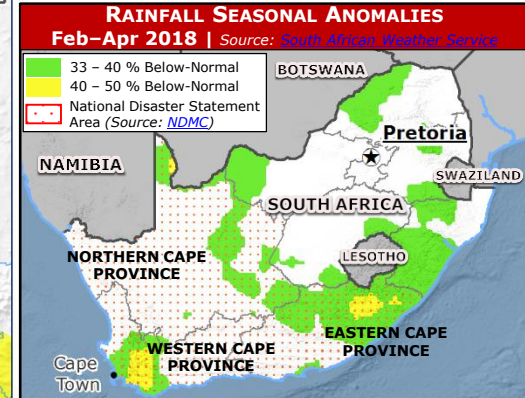 RAINFALL SEASONAL ANOMALIES
Feb–Apr 2018 | Source: South African Weather Service
33 – 40 % Below-Normal
40 – 50 % Below-Normal
National Disaster Statement
Area (Source: NDMC)
BOTSWANA
Pretoria
NAMIBIA
SWAZILAND
SOUTH AFRICA
LESOTHO
NORTHERN CAPE
PROVINCE
EASTERN CAPE
PROVINCE
WESTERN CAPE
PROVINCE
Cape
Town